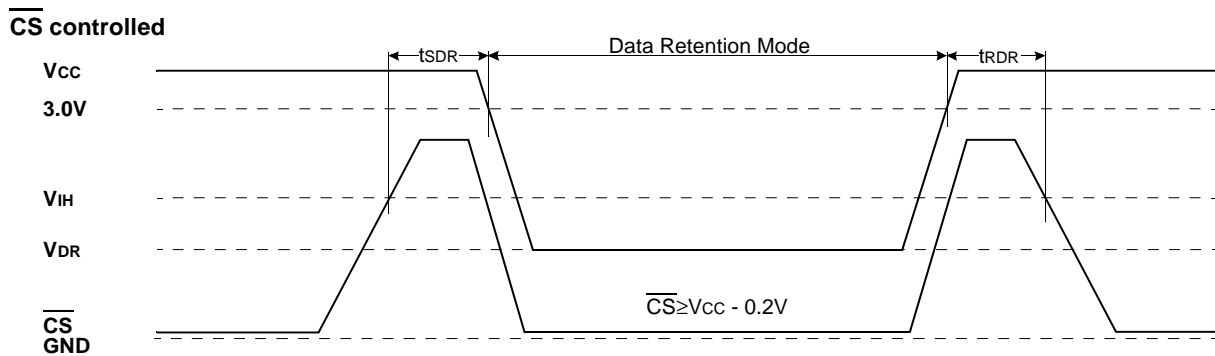 CS controlled
tSDR
Data Retention Mode
tRDR
VCC
3.0V
VIH
VDR
CS≥VCC - 0.2V
CS
GND